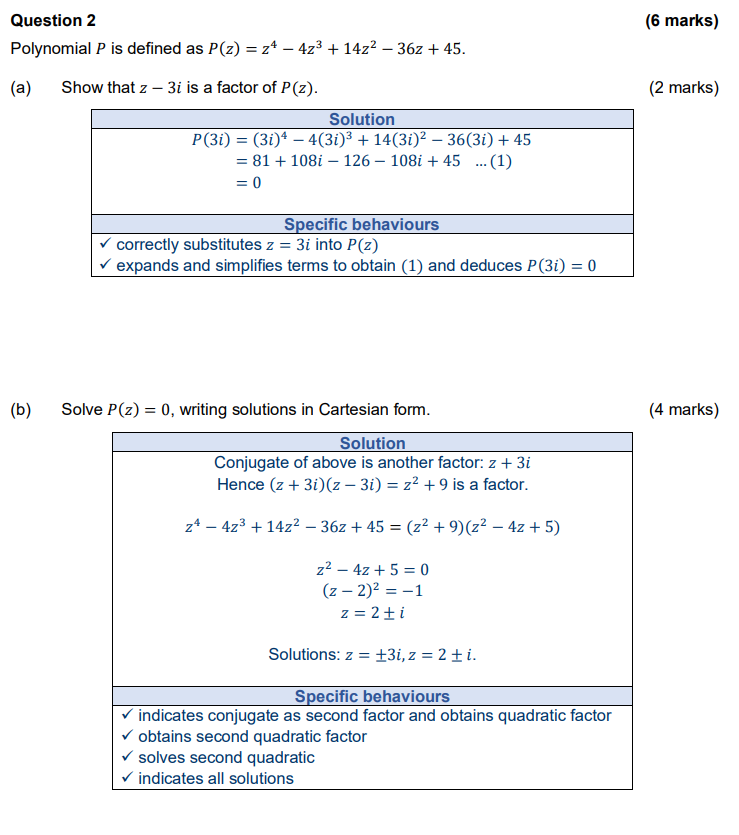 Question 2 (6 marks)
Polynomial P is defined as P(z) = z⁴ − 4z³ + 14z² − 36z + 45.
(a) Show that z − 3i is a factor of P(z). (2 marks)
Solution
P(3i) = (3i)⁴ − 4(3i)³ + 14(3i)² − 36(3i) + 45
= 81 + 108i − 126 − 108i + 45 …(1)
= 0
Specific behaviours
✓ correctly substitutes z = 3i into P(z)
✓ expands and simplifies terms to obtain (1) and deduces P(3i) = 0
(b) Solve P(z) = 0, writing solutions in Cartesian form. (4 marks)
Solution
Conjugate of above is another factor: z + 3i
Hence (z + 3i)(z − 3i) = z² + 9 is a factor.
z⁴ − 4z³ + 14z² − 36z + 45 = (z² + 9)(z² − 4z + 5)
z² − 4z + 5 = 0
(z − 2)² = −1
z = 2 ± i
Solutions: z = ±3i, z = 2 ± i.
Specific behaviours
✓ indicates conjugate as second factor and obtains quadratic factor
✓ obtains second quadratic factor
✓ solves second quadratic
✓ indicates all solutions